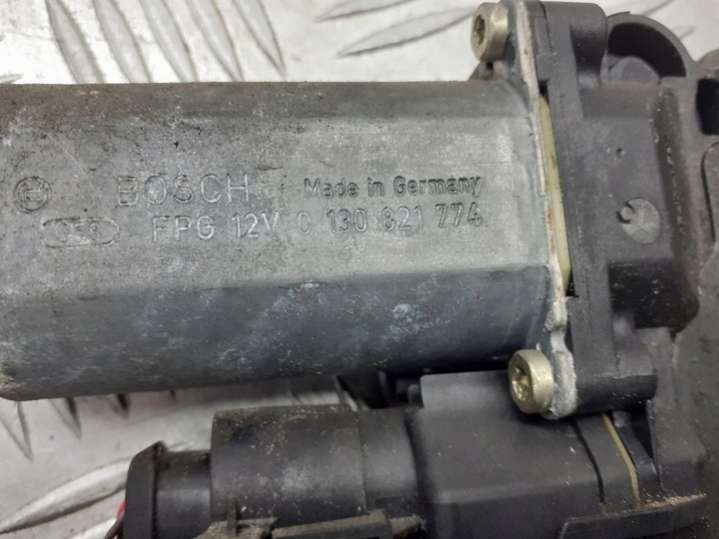 BOSCH Made in Germany
FPG 12V 0 130 821 774